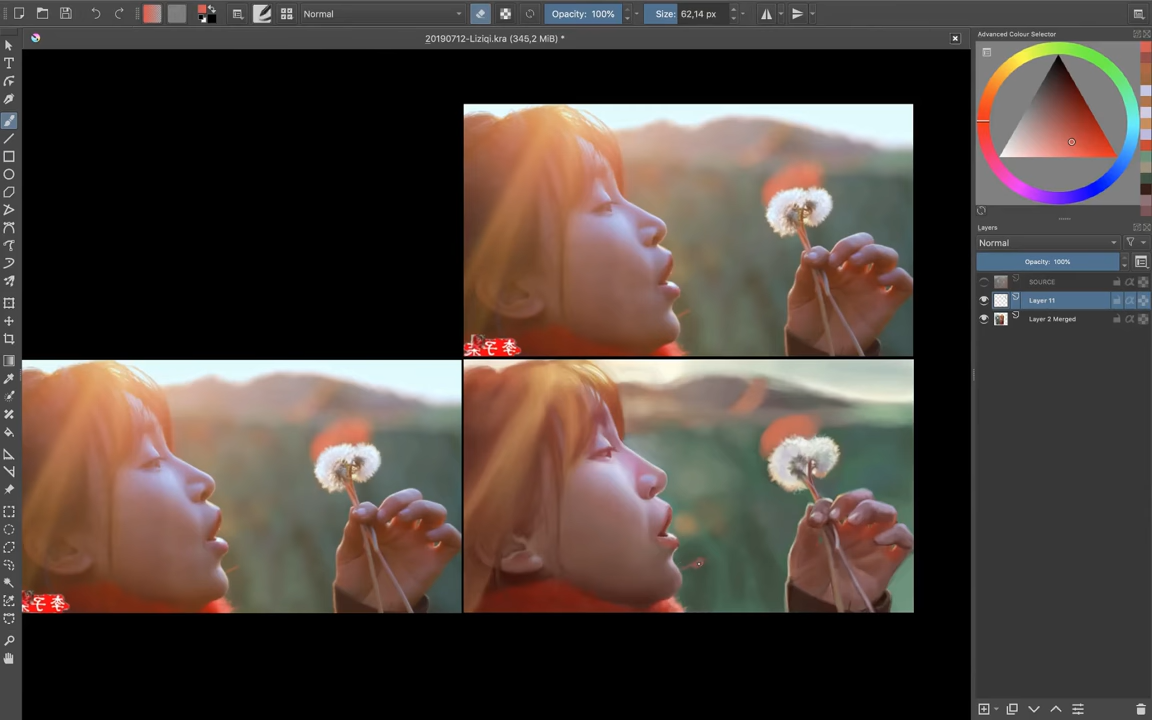 Normal
Opacity: 100%
Size: 62,14 px
20190712-Liziqi.kra (345,2 MiB) *
Advanced Colour Selector
Layers
Normal
Opacity: 100%
SOURCE
Layer 11
Layer 2 Merged